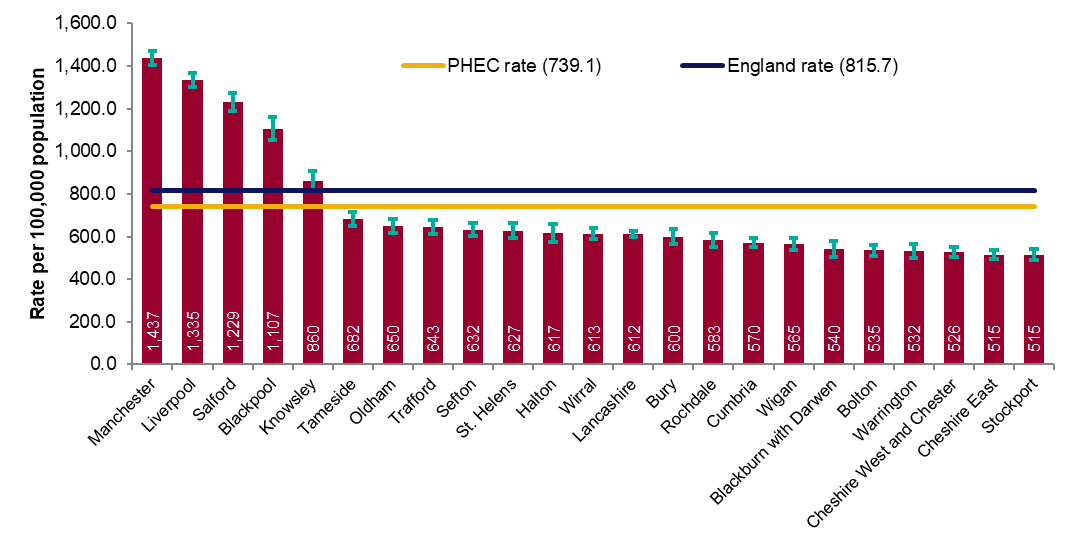 Rate per 100,000 population
1,600.0
1,400.0
1,200.0
1,000.0
800.0
600.0
400.0
200.0
0.0
PHEC rate (739.1)
England rate (815.7)
1,437
1,335
1,229
1,107
860
682
650
643
632
627
617
613
612
600
583
570
565
540
535
532
526
515
515
Manchester
Liverpool
Salford
Blackpool
Knowsley
Tameside
Oldham
Trafford
Sefton
St. Helens
Halton
Wirral
Lancashire
Bury
Rochdale
Cumbria
Wigan
Blackburn with Darwen
Bolton
Warrington
Cheshire West and Chester
Cheshire East
Stockport